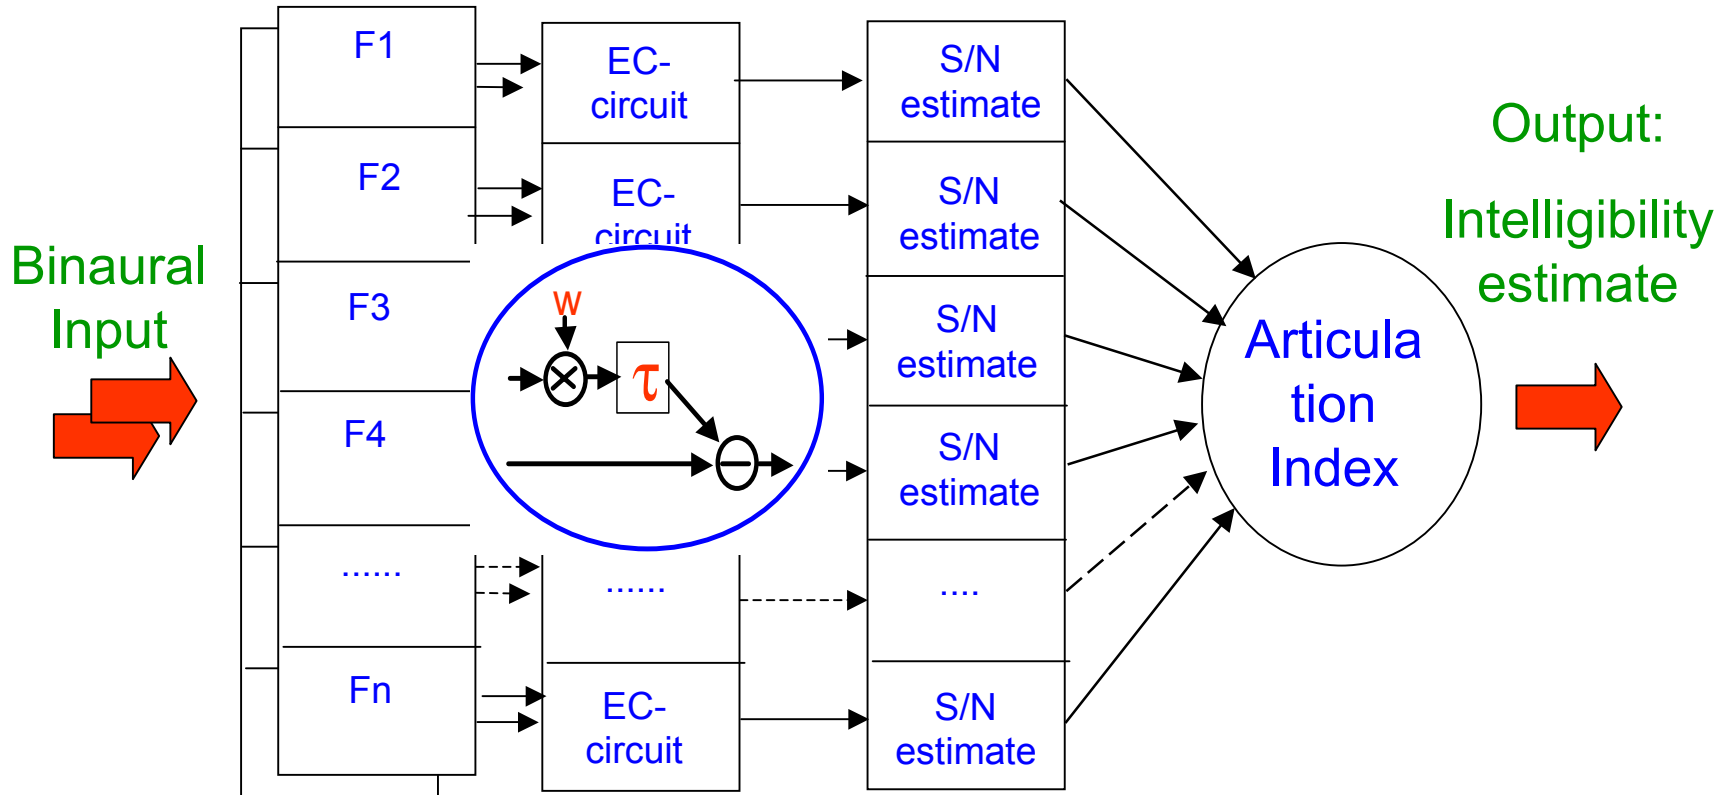 Binaural
Input
F1
F2
F3
F4
......
Fn
EC-
circuit
EC-
circuit
w
τ
......
EC-
circuit
S/N
estimate
S/N
estimate
S/N
estimate
S/N
estimate
....
S/N
estimate
Articula
tion
Index
Output:
Intelligibility
estimate